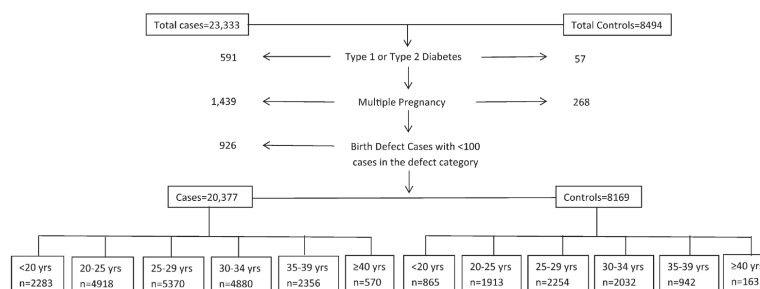 Total cases=23,333
Total Controls=8494
591
Type 1 or Type 2 Diabetes
57
1,439
Multiple Pregnancy
268
926
Birth Defect Cases with <100
cases in the defect category
Cases=20,377
Controls=8169
<20 yrs
n=2283
20-25 yrs
n=4918
25-29 yrs
n=5370
30-34 yrs
n=4880
35-39 yrs
n=2356
≥40 yrs
n=570
<20 yrs
n=865
20-25 yrs
n=1913
25-29 yrs
n=2254
30-34 yrs
n=2032
35-39 yrs
n=942
≥40 yrs
n=163